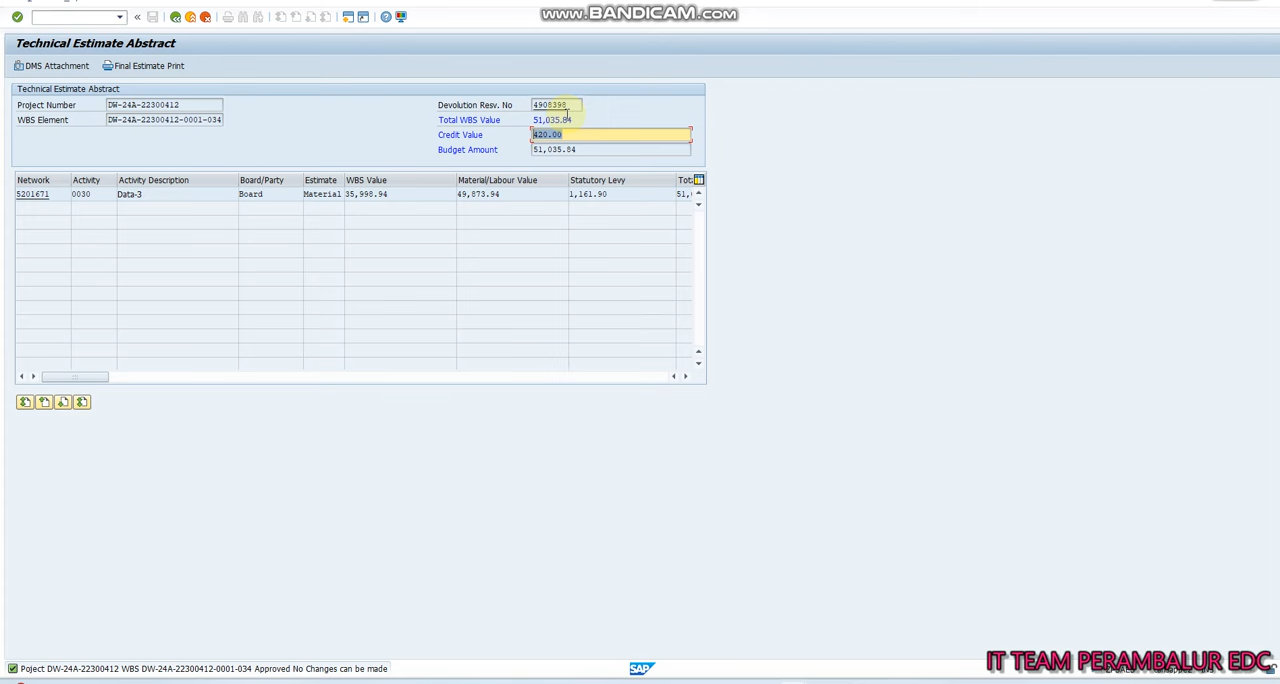 www.BANDICAM.com
«
Technical Estimate Abstract
DMS Attachment Final Estimate Print
Technical Estimate Abstract
Project Number DW-24A-22300412 Devolution Resv. No 4908398
WBS Element DW-24A-22300412-0001-034 Total WBS Value 51,035.84
Credit Value 420.00
Budget Amount 51,035.84
Network Activity Activity Description Board/Party Estimate WBS Value Material/Labour Value Statutory Levy Tot
5201671 0030 Data-3 Board Material 35,998.94 49,873.94 1,161.90 51,
Poject DW-24A-22300412 WBS DW-24A-22300412-0001-034 Approved No Changes can be made SAP
IT TEAM PERAMBALUR EDC.